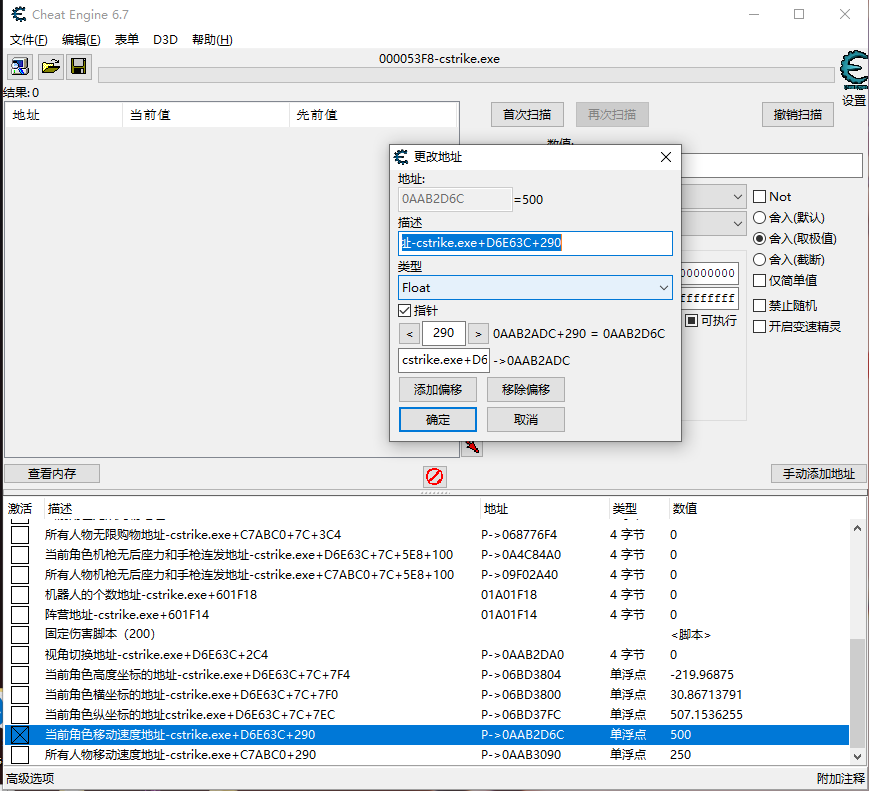 Cheat Engine 6.7
文件(F) 编辑(E) 表单 D3D 帮助(H)
000053F8-cstrike.exe
结果: 0
设置
地址 当前值 先前值
首次扫描 再次扫描 撤销扫描
数值:
Not
舍入(默认)
舍入(取极值)
舍入(截断)
仅简单值
禁止随机
开启变速精灵
00000000
ffffffff
可执行
更改地址
地址:
0AAB2D6C =500
描述
址-cstrike.exe+D6E63C+290
类型
Float
指针
< 290 > 0AAB2ADC+290 = 0AAB2D6C
cstrike.exe+D6 ->0AAB2ADC
添加偏移 移除偏移
确定 取消
查看内存 手动添加地址
激活 描述 地址 类型 数值
所有人物无限购物地址-cstrike.exe+C7ABC0+7C+3C4 P->068776F4 4 字节 0
当前角色机枪无后座力和手枪连发地址-cstrike.exe+D6E63C+7C+5E8+100 P->0A4C84A0 4 字节 0
所有人物机枪无后座力和手枪连发地址-cstrike.exe+C7ABC0+7C+5E8+100 P->09F02A40 4 字节 0
机器人的个数地址-cstrike.exe+601F18 01A01F18 4 字节 0
阵营地址-cstrike.exe+601F14 01A01F14 4 字节 0
固定伤害脚本（200） <脚本>
视角切换地址-cstrike.exe+D6E63C+2C4 P->0AAB2DA0 4 字节 0
当前角色高度坐标的地址-cstrike.exe+D6E63C+7C+7F4 P->06BD3804 单浮点 -219.96875
当前角色横坐标的地址-cstrike.exe+D6E63C+7C+7F0 P->06BD3800 单浮点 30.86713791
当前角色纵坐标的地址cstrike.exe+D6E63C+7C+7EC P->06BD37FC 单浮点 507.1536255
当前角色移动速度地址-cstrike.exe+D6E63C+290 P->0AAB2D6C 单浮点 500
所有人物移动速度地址-cstrike.exe+C7ABC0+290 P->0AAB3090 单浮点 250
高级选项 附加注释